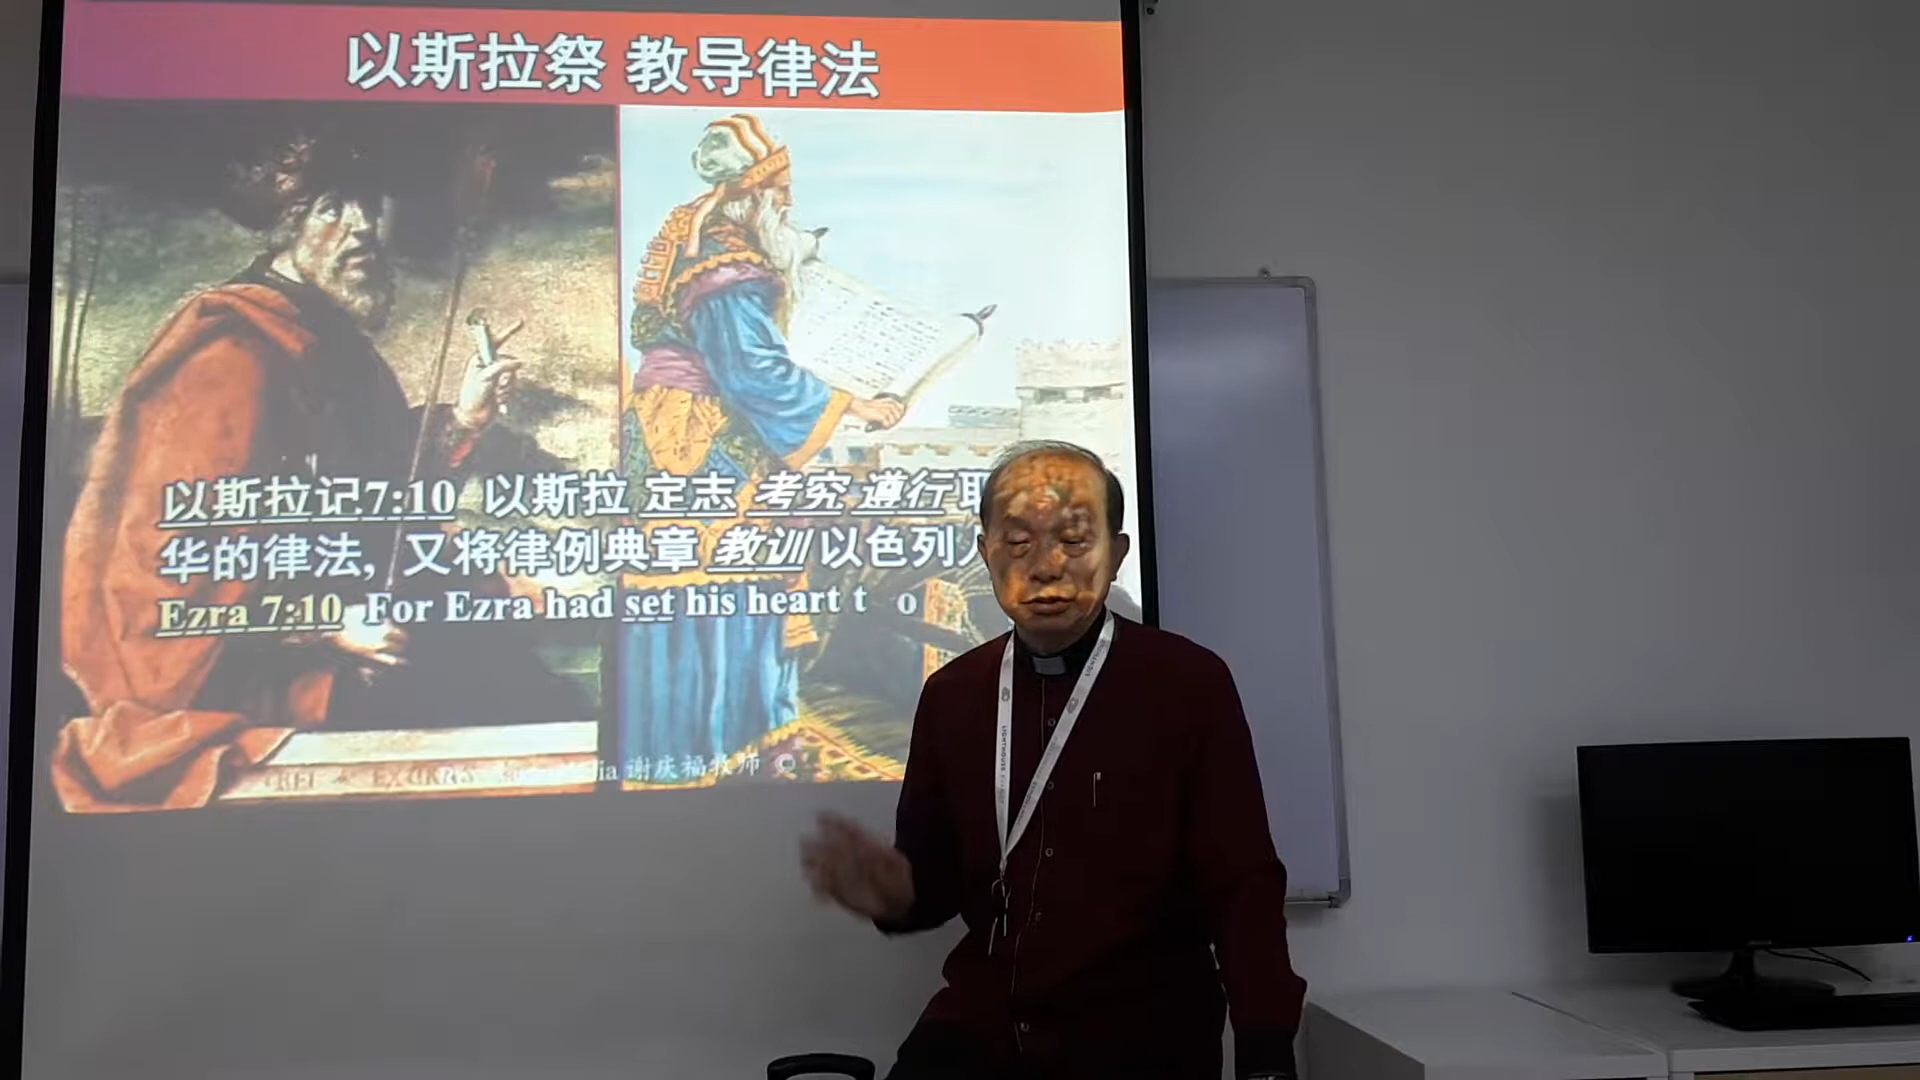 以斯拉祭 教导律法
以斯拉记7:10 以斯拉 定志 考究 遵行
华的律法, 又将律例典章 教训 以色列人
Ezra 7:10 For Ezra had set his heart t o
谢庆福牧师